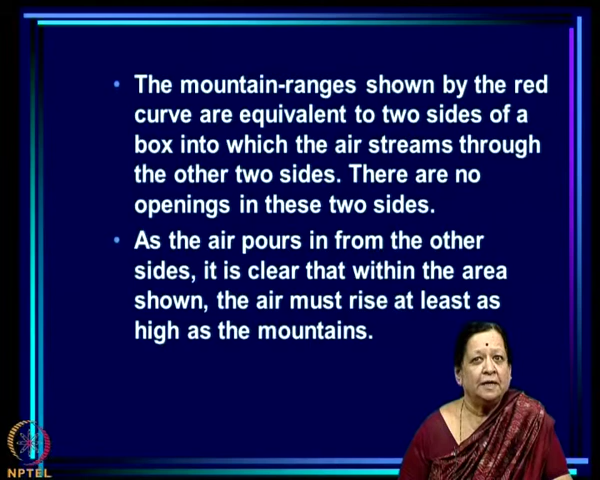 • The mountain-ranges shown by the red
curve are equivalent to two sides of a
box into which the air streams through
the other two sides. There are no
openings in these two sides.
• As the air pours in from the other
sides, it is clear that within the area
shown, the air must rise at least as
high as the mountains.
NPTEL